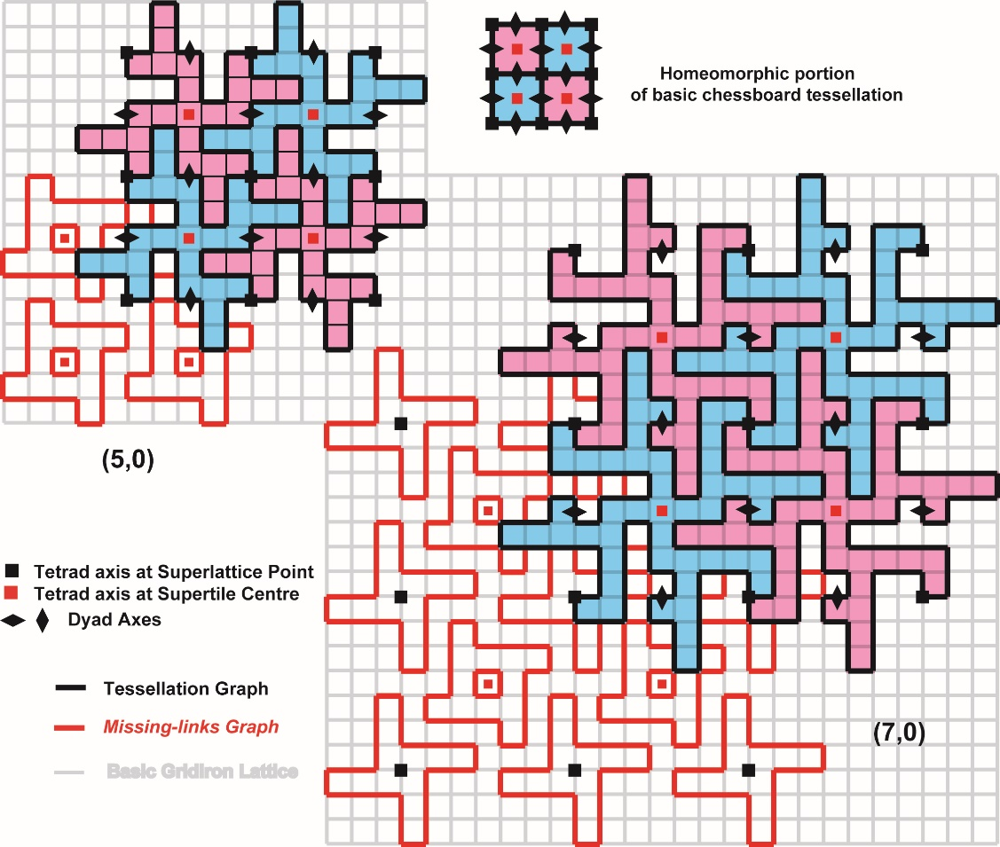 Homeomorphic portion
of basic chessboard tessellation
(5,0)
Tetrad axis at Superlattice Point
Tetrad axis at Supertile Centre
Dyad Axes
Tessellation Graph
Missing-links Graph
Basic Gridiron Lattice
(7,0)